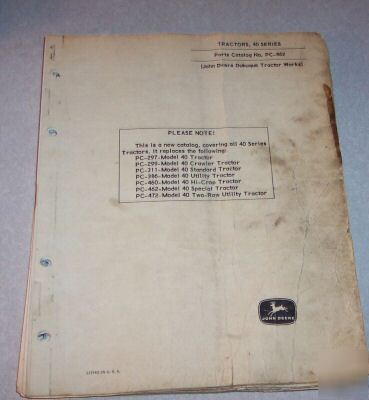 TRACTORS, 40 SERIES
Parts Catalog No. PC-
(John Deere Dubuque Tractor Works)
PLEASE NOTE!
This is a new catalog, covering all 40 Series
Tractors. It replaces the following:
PC-297-Model 40 Tractor
PC-299-Model 40 Crawler Tractor
PC-311-Model 40 Standard Tractor
PC-386-Model 40 Utility Tractor
PC-460-Model 40 Hi-Crop Tractor
PC-462-Model 40 Special Tractor
PC-472-Model 40 Two-Row Utility Tractor
JOHN DEERE
U. S. A.